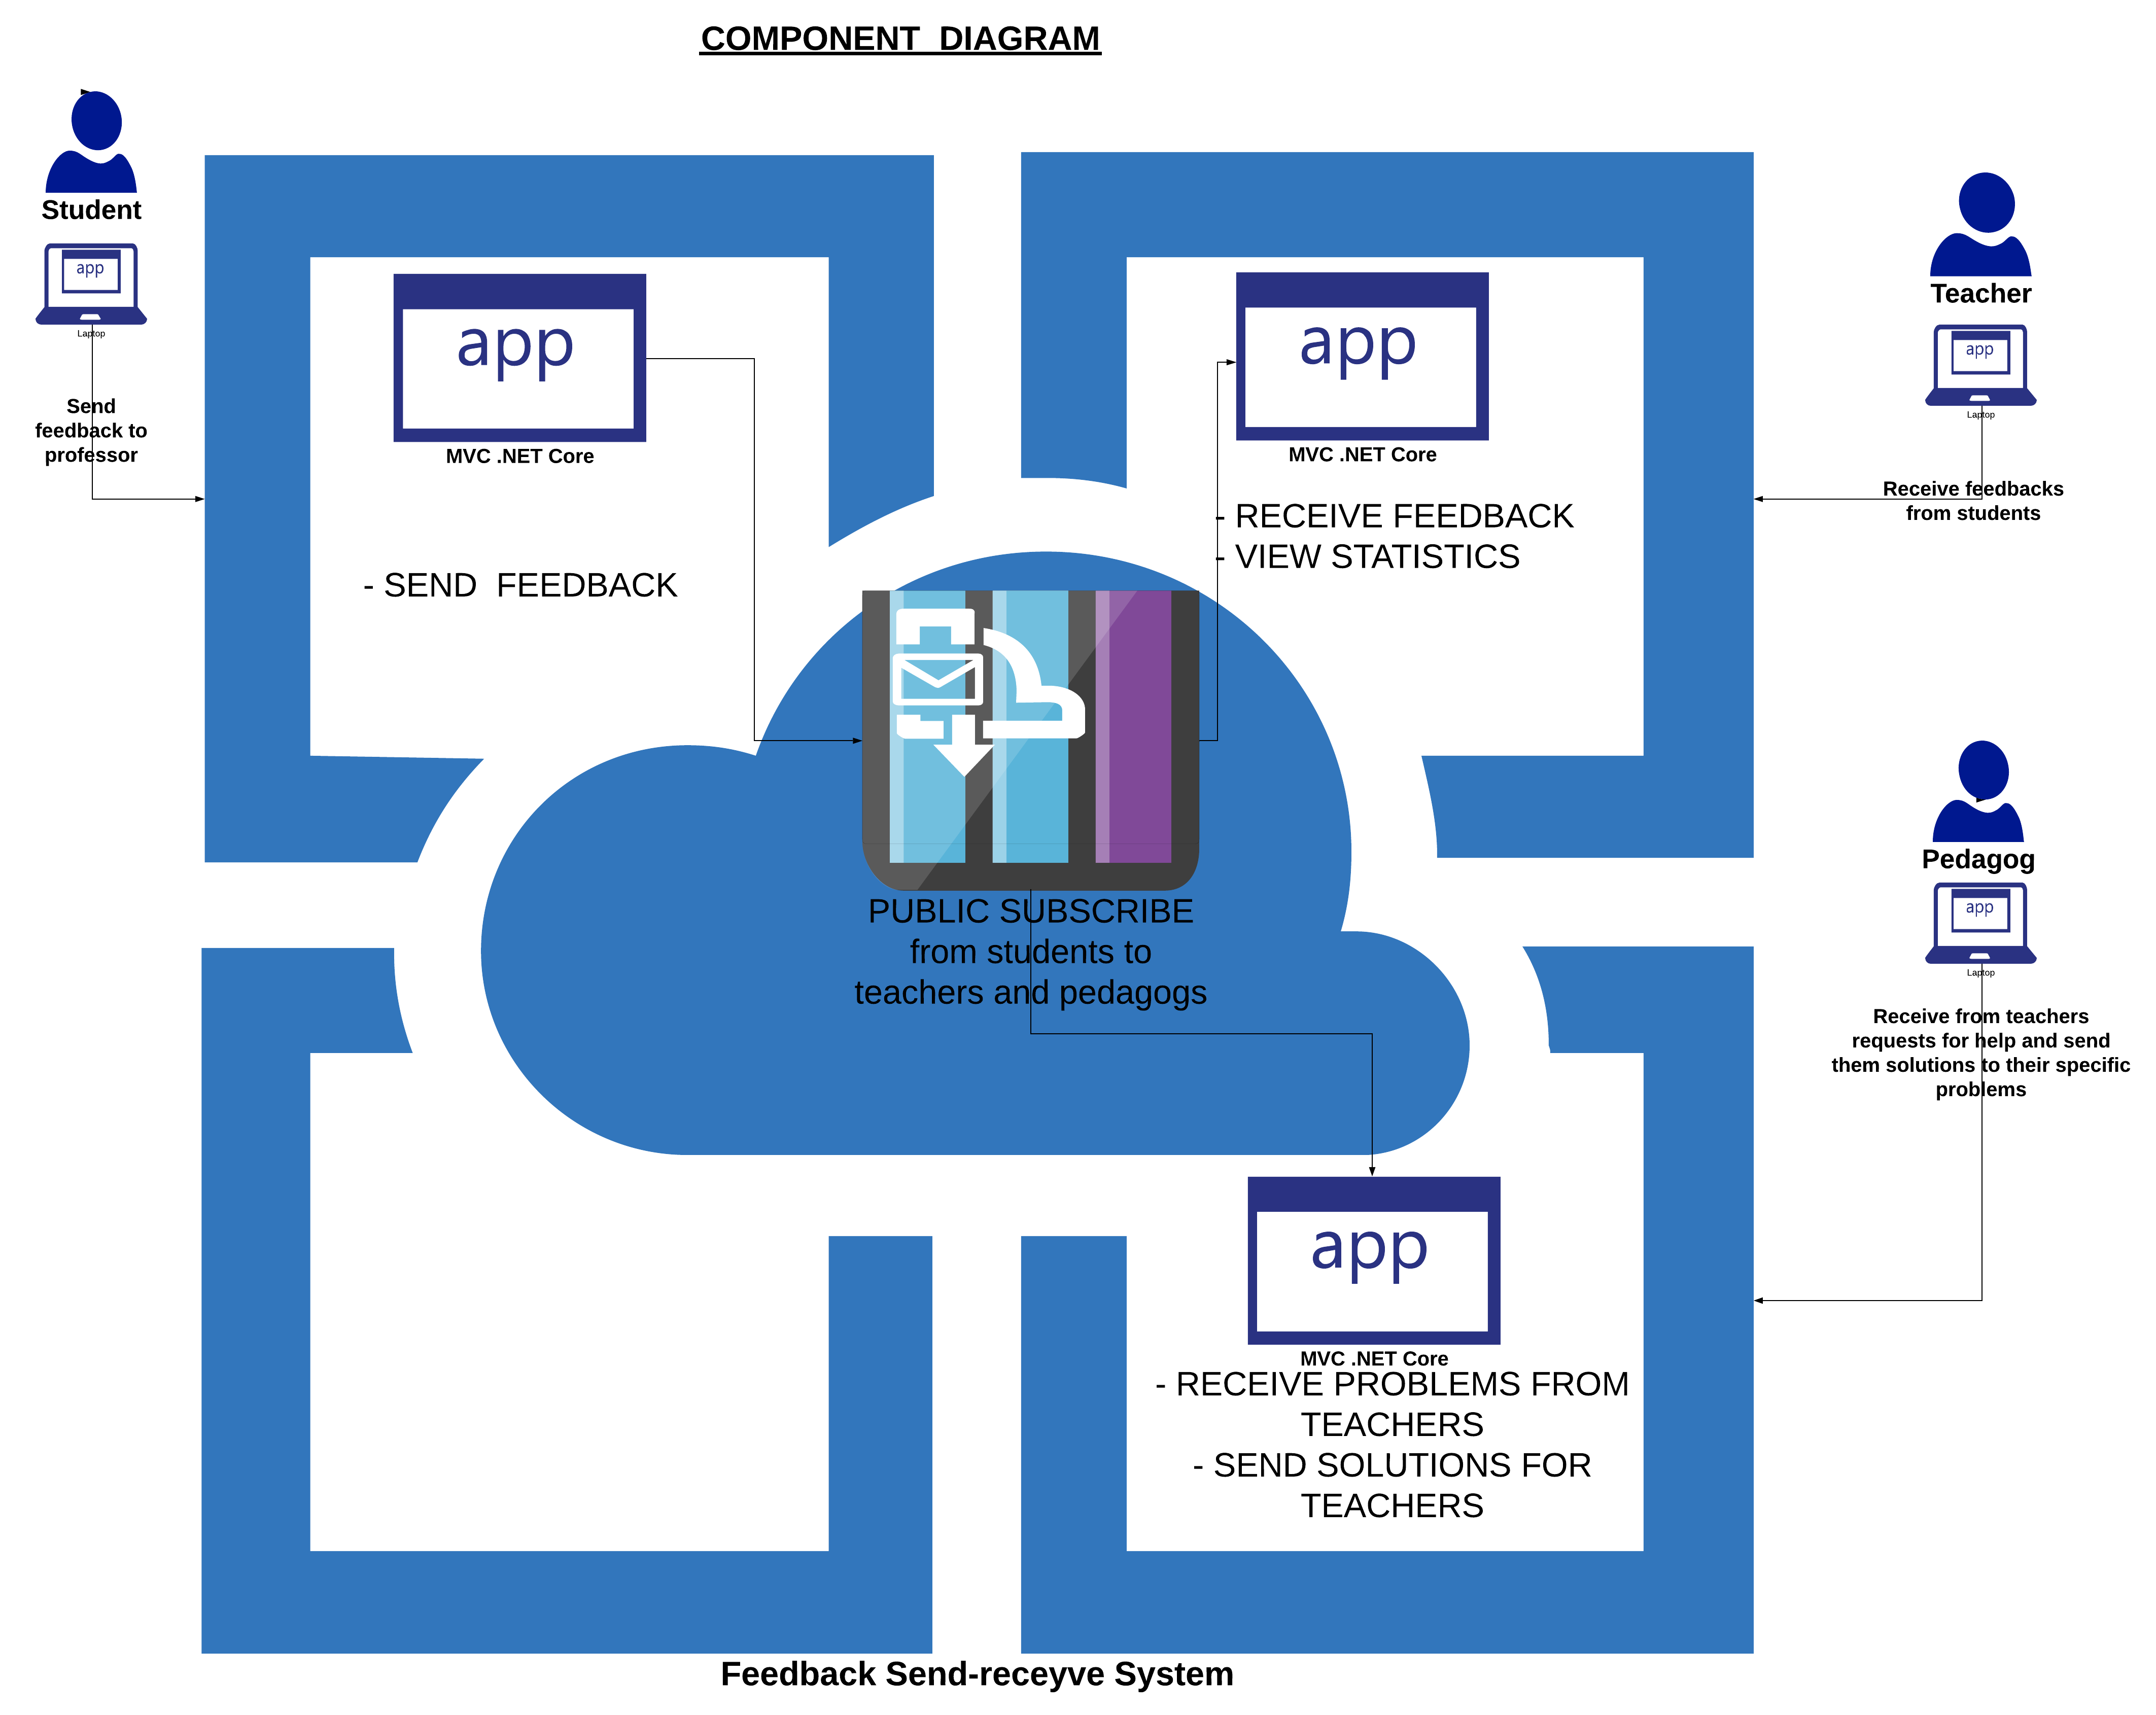 COMPONENT  DIAGRAM
Student
app
Laptop
Send
feedback to
professor
app
MVC .NET Core
- SEND  FEEDBACK
app
MVC .NET Core
- RECEIVE FEEDBACK
- VIEW STATISTICS
Teacher
app
Laptop
Receive feedbacks
from students
PUBLIC SUBSCRIBE
from students to
teachers and pedagogs
Pedagog
app
Laptop
Receive from teachers
requests for help and send
them solutions to their specific
problems
app
MVC .NET Core
- RECEIVE PROBLEMS FROM
TEACHERS
- SEND SOLUTIONS FOR
TEACHERS
Feedback Send-receyve System